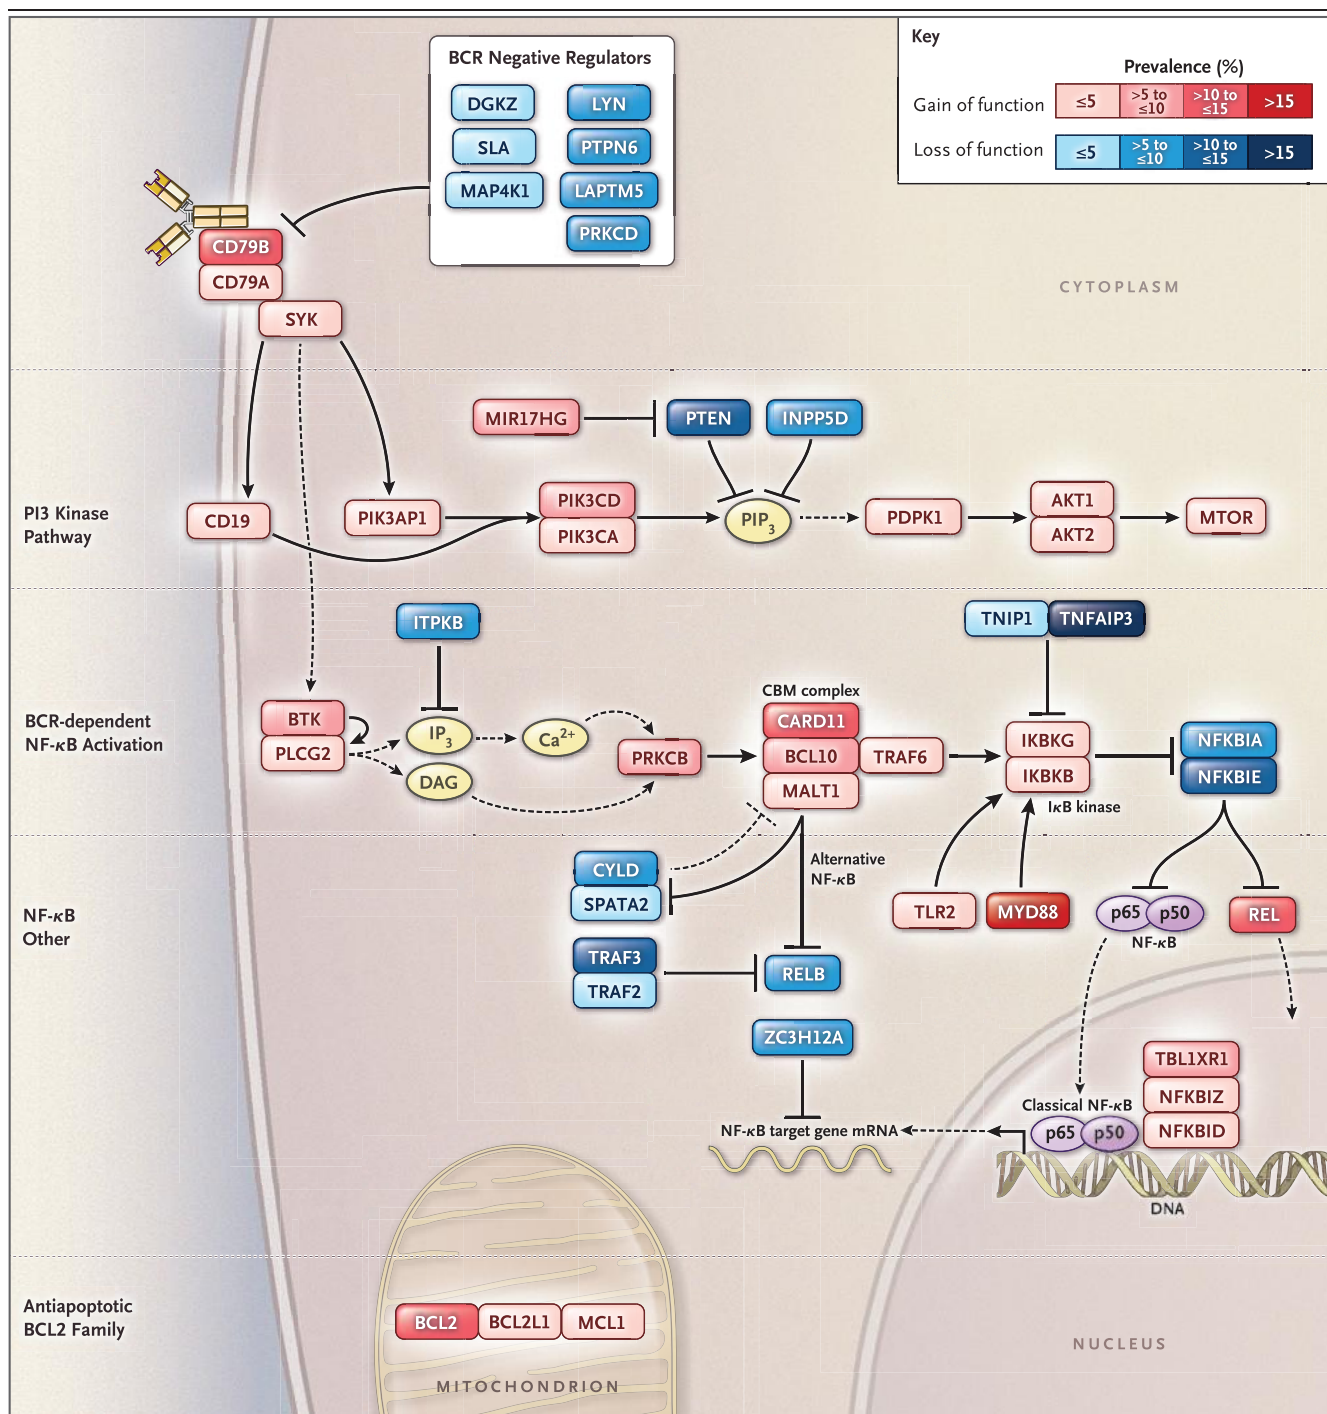 BCR Negative Regulators
DGKZ
LYN
SLA
PTPN6
MAP4K1
LAPTM5
PRKCD
Key
Prevalence (%)
Gain of function
≤5
>5 to
≤10
>10 to
≤15
>15
Loss of function
≤5
>5 to
≤10
>10 to
≤15
>15
CD79B
CD79A
SYK
CYTOPLASM
PI3 Kinase
Pathway
MIR17HG
PTEN
INPP5D
CD19
PIK3AP1
PIK3CD
PIK3CA
PIP3
PDPK1
AKT1
AKT2
MTOR
BCR-dependent
NF-κB Activation
ITPKB
TNIP1
TNFAIP3
BTK
PLCG2
IP3
DAG
Ca2+
PRKCB
CBM complex
CARD11
BCL10
MALT1
TRAF6
IKBKG
IKBKB
IκB kinase
NFKBIA
NFKBIE
NF-κB
Other
CYLD
SPATA2
Alternative
NF-κB
TLR2
MYD88
p65
p50
NF-κB
REL
TRAF3
TRAF2
RELB
ZC3H12A
NF-κB target gene mRNA
Classical NF-κB
p65
p50
TBL1XR1
NFKBIZ
NFKBID
DNA
Antiapoptotic
BCL2 Family
BCL2
BCL2L1
MCL1
MITOCHONDRION
NUCLEUS